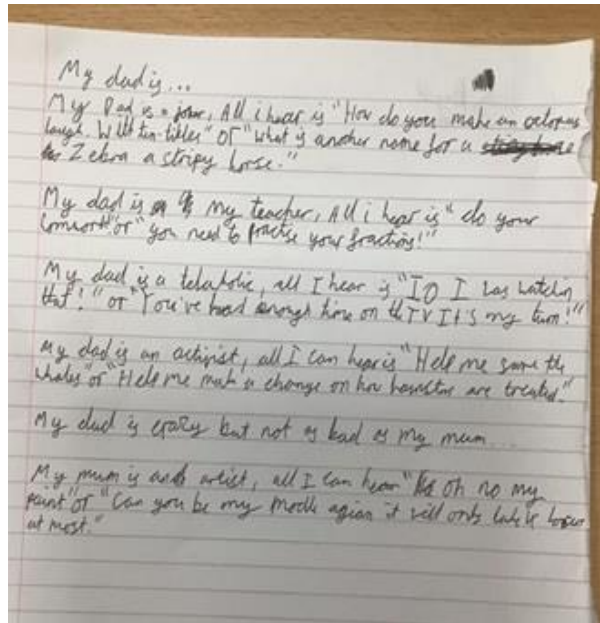 My dad is...
My Dad is a joker, All i hear is "How do you make an octopus
laugh. With ten-tickles" or "what is another name for a
Zebra a stripy horse."
My dad is my teacher, All i hear is "do your
or "you need to practise your fractions!"
My dad is a all I hear is " I was watchin
that!" or "You've had enough time on the TV It's my turn!"
My dad is an activist, all I can hear is "Help me save the
whales" or "Help me make a change on how hamsters are treated."
My dad is crazy but not as bad as my mum...
My mum is an artist, all I can hear " oh no my
paint" or "Can you be my modle agian it will only take hours
at most."